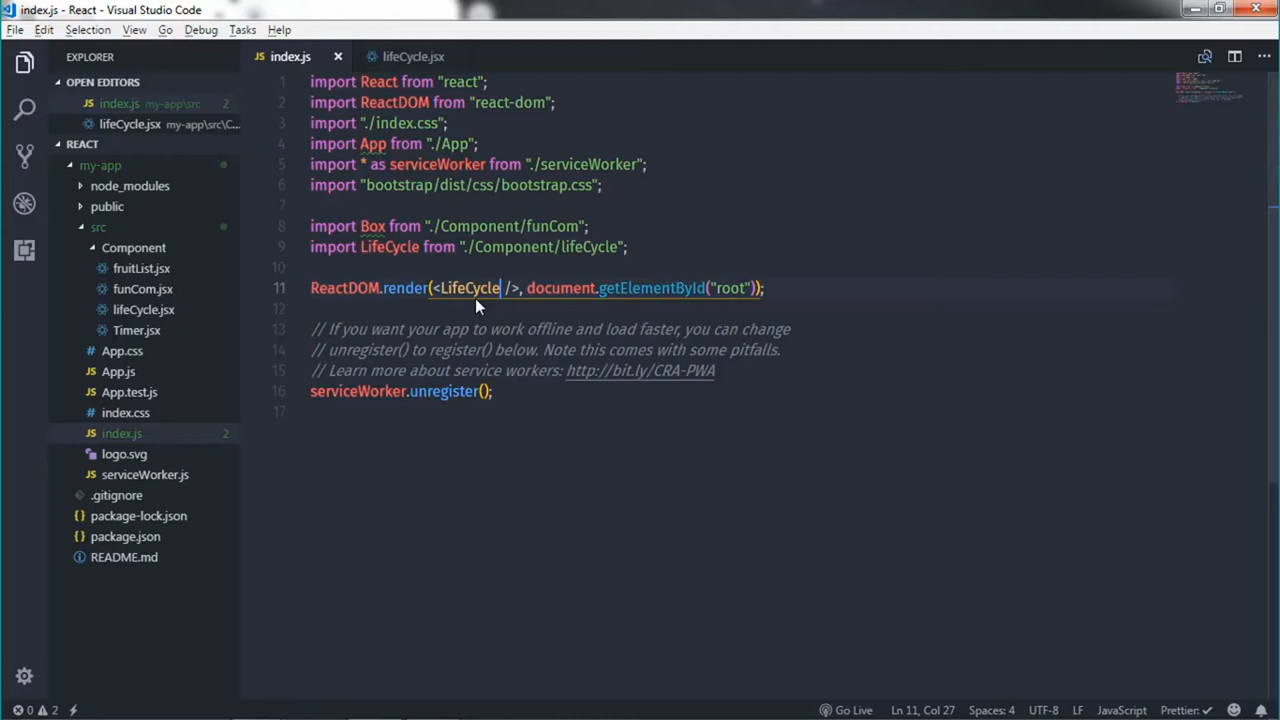 index.js - React - Visual Studio Code
File Edit Selection View Go Debug Tasks Help
EXPLORER
OPEN EDITORS
index.js my-app\src 2
lifeCycle.jsx my-app\src\C...
REACT
my-app
node_modules
public
src
Component
fruitList.jsx
funCom.jsx
lifeCycle.jsx
Timer.jsx
App.css
App.js
App.test.js
index.css
JS index.js 2
logo.svg
JS serviceWorker.js
.gitignore
{} package-lock.json
{} package.json
README.md
JS index.js
lifeCycle.jsx
1 import React from "react";
2 import ReactDOM from "react-dom";
3 import "./index.css";
4 import App from "./App";
5 import * as serviceWorker from "./serviceWorker";
6 import "bootstrap/dist/css/bootstrap.css";
7
8 import Box from "./Component/funCom";
9 import LifeCycle from "./Component/lifeCycle";
10
11 ReactDOM.render(<LifeCycle />, document.getElementById("root"));
12
13 // If you want your app to work offline and load faster, you can change
14 // unregister() to register() below. Note this comes with some pitfalls.
15 // Learn more about service workers: http://bit.ly/CRA-PWA
16 serviceWorker.unregister();
17
0 2 Go Live Ln 11, Col 27 Spaces: 4 UTF-8 LF JavaScript Prettier: ✓